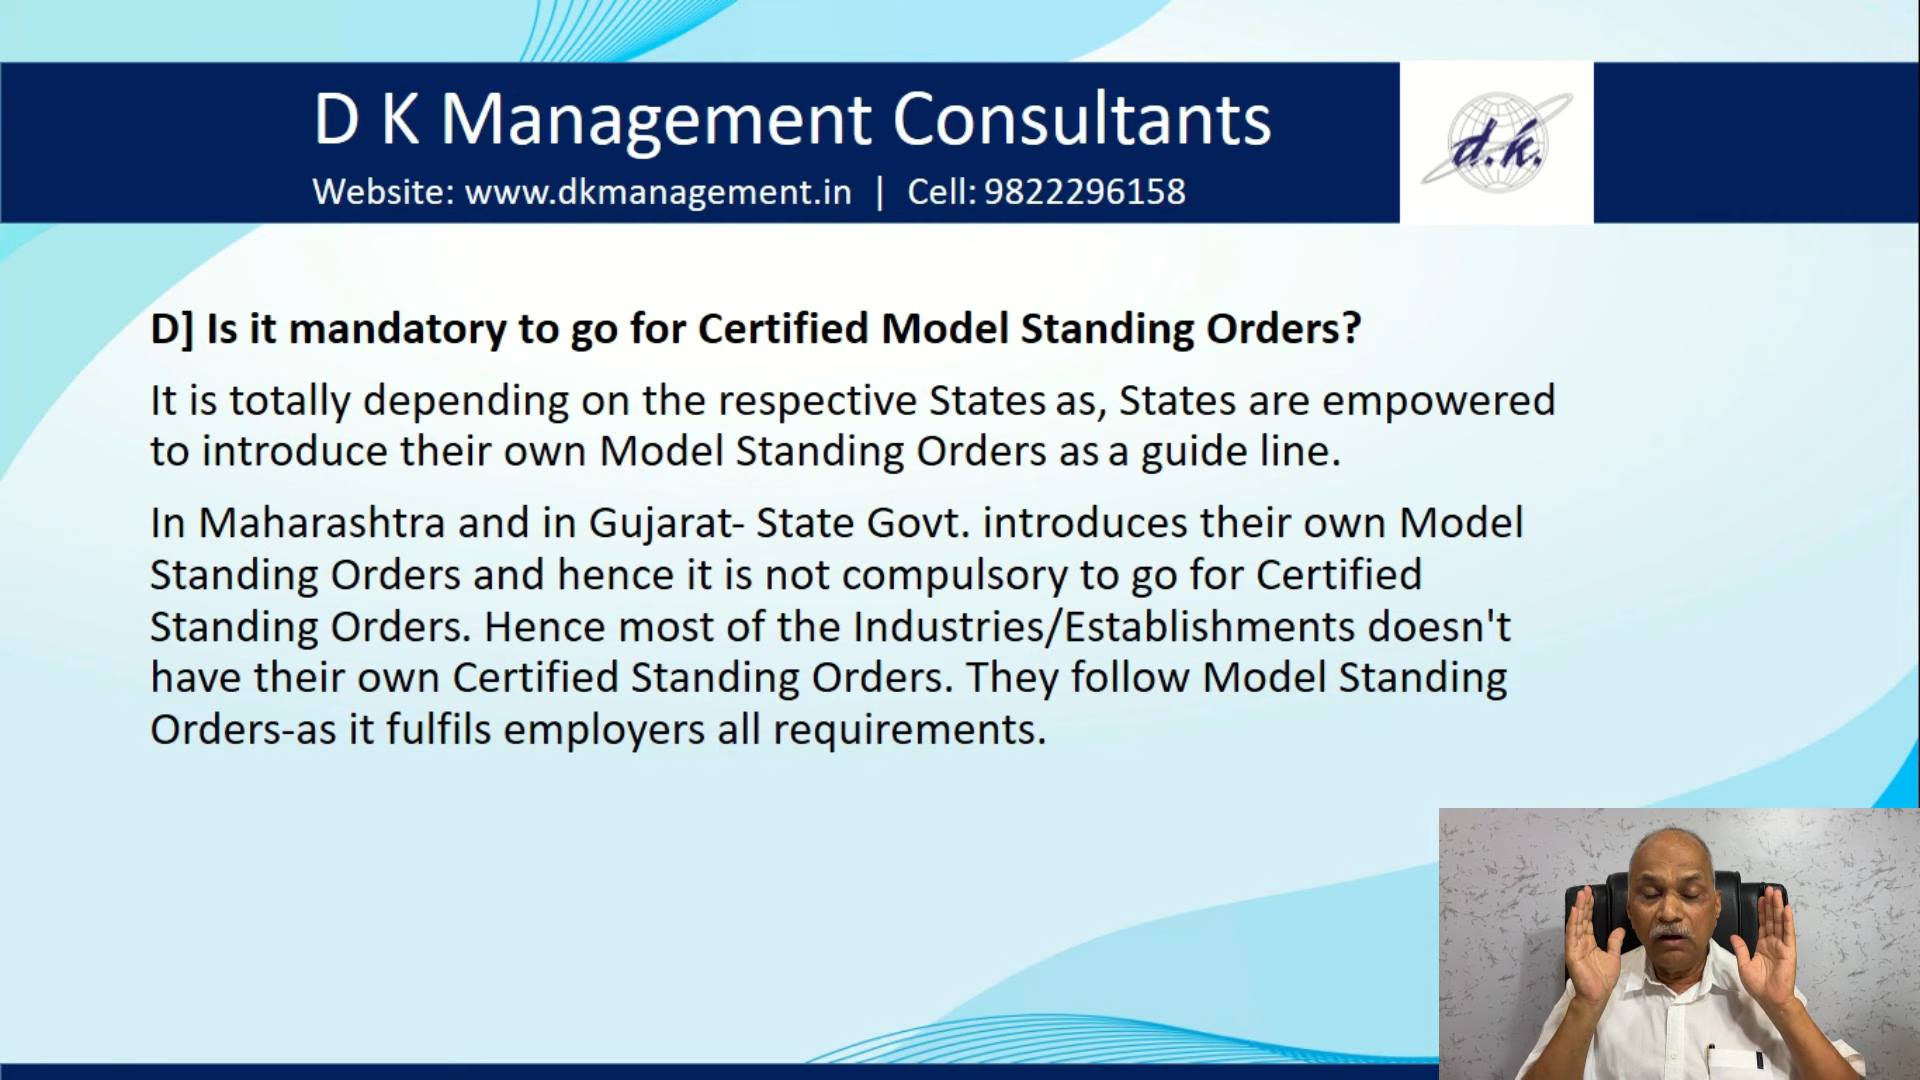 D K Management Consultants
Website: www.dkmanagement.in | Cell: 9822296158
d.k.
D] Is it mandatory to go for Certified Model Standing Orders?
It is totally depending on the respective States as, States are empowered
to introduce their own Model Standing Orders as a guide line.
In Maharashtra and in Gujarat- State Govt. introduces their own Model
Standing Orders and hence it is not compulsory to go for Certified
Standing Orders. Hence most of the Industries/Establishments doesn't
have their own Certified Standing Orders. They follow Model Standing
Orders-as it fulfils employers all requirements.